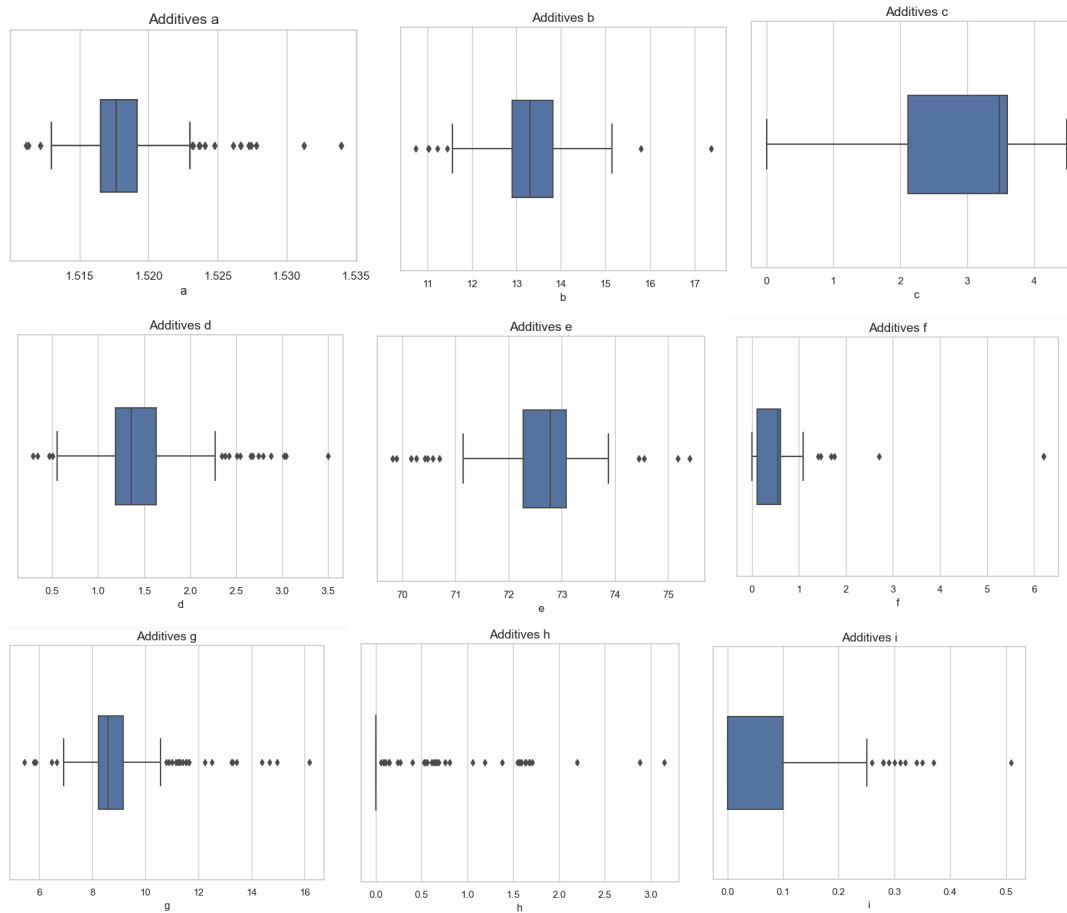 Additives a
1.515 1.520 1.525 1.530 1.535
a
Additives b
11 12 13 14 15 16 17
b
Additives c
0 1 2 3 4
c
Additives d
0.5 1.0 1.5 2.0 2.5 3.0 3.5
d
Additives e
70 71 72 73 74 75
e
Additives f
0 1 2 3 4 5 6
f
Additives g
6 8 10 12 14 16
g
Additives h
0.0 0.5 1.0 1.5 2.0 2.5 3.0
h
Additives i
0.0 0.1 0.2 0.3 0.4 0.5
i